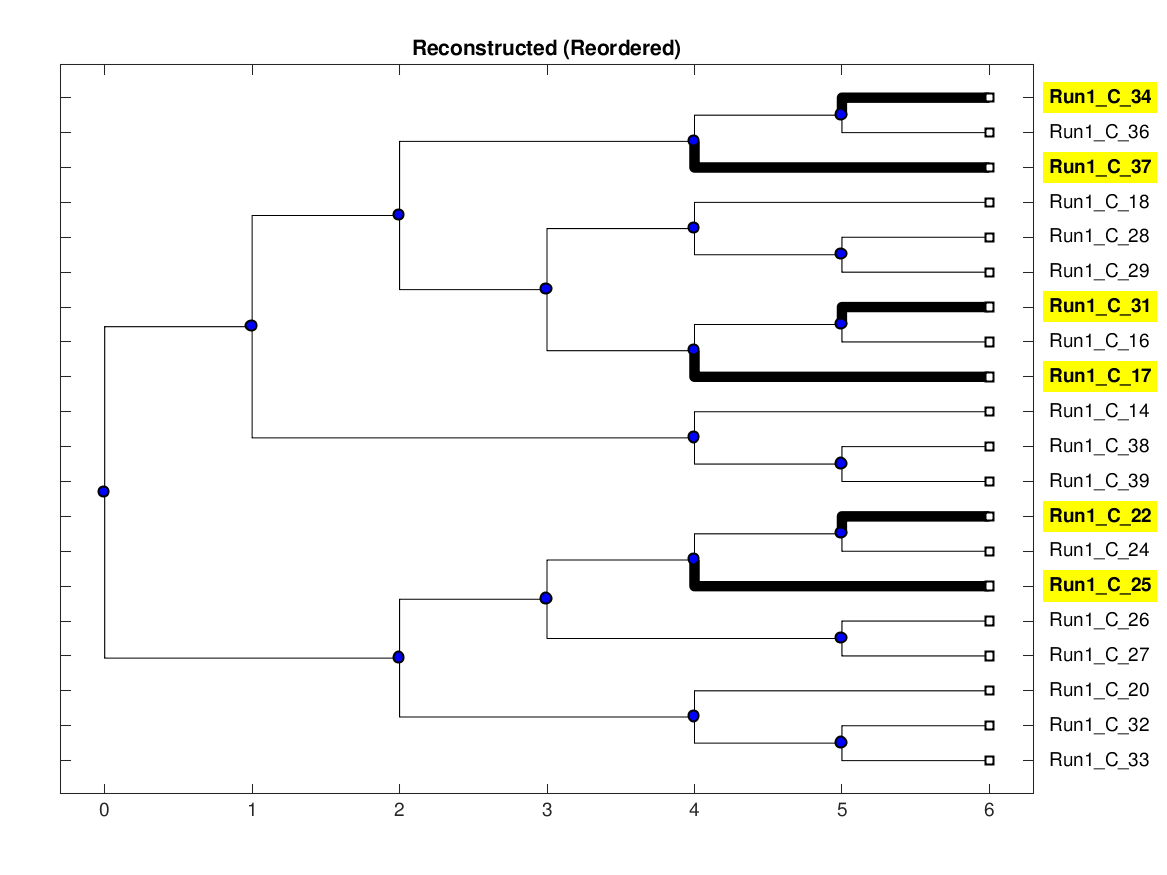 Reconstructed (Reordered)
Run1_C_34
Run1_C_36
Run1_C_37
Run1_C_18
Run1_C_28
Run1_C_29
Run1_C_31
Run1_C_16
Run1_C_17
Run1_C_14
Run1_C_38
Run1_C_39
Run1_C_22
Run1_C_24
Run1_C_25
Run1_C_26
Run1_C_27
Run1_C_20
Run1_C_32
Run1_C_33
0 1 2 3 4 5 6